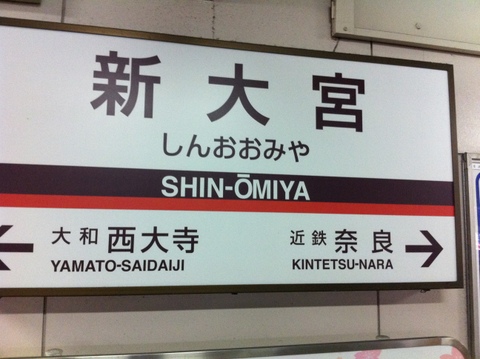 新大宮
しんおおみや
SHIN-ŌMIYA
大和 西大寺 近鉄 奈良
YAMATO-SAIDAIJI KINTETSU-NARA